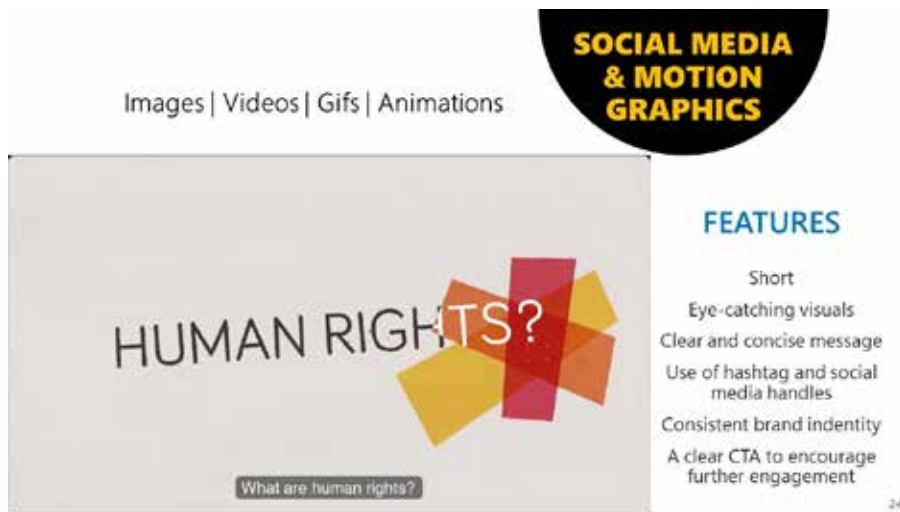 SOCIAL MEDIA
& MOTION
GRAPHICS
Images | Videos | Gifs | Animations
HUMAN RIGHTS?
What are human rights?
FEATURES
Short
Eye-catching visuals
Clear and concise message
Use of hashtag and social
media handles
Consistent brand indentity
A clear CTA to encourage
further engagement
24